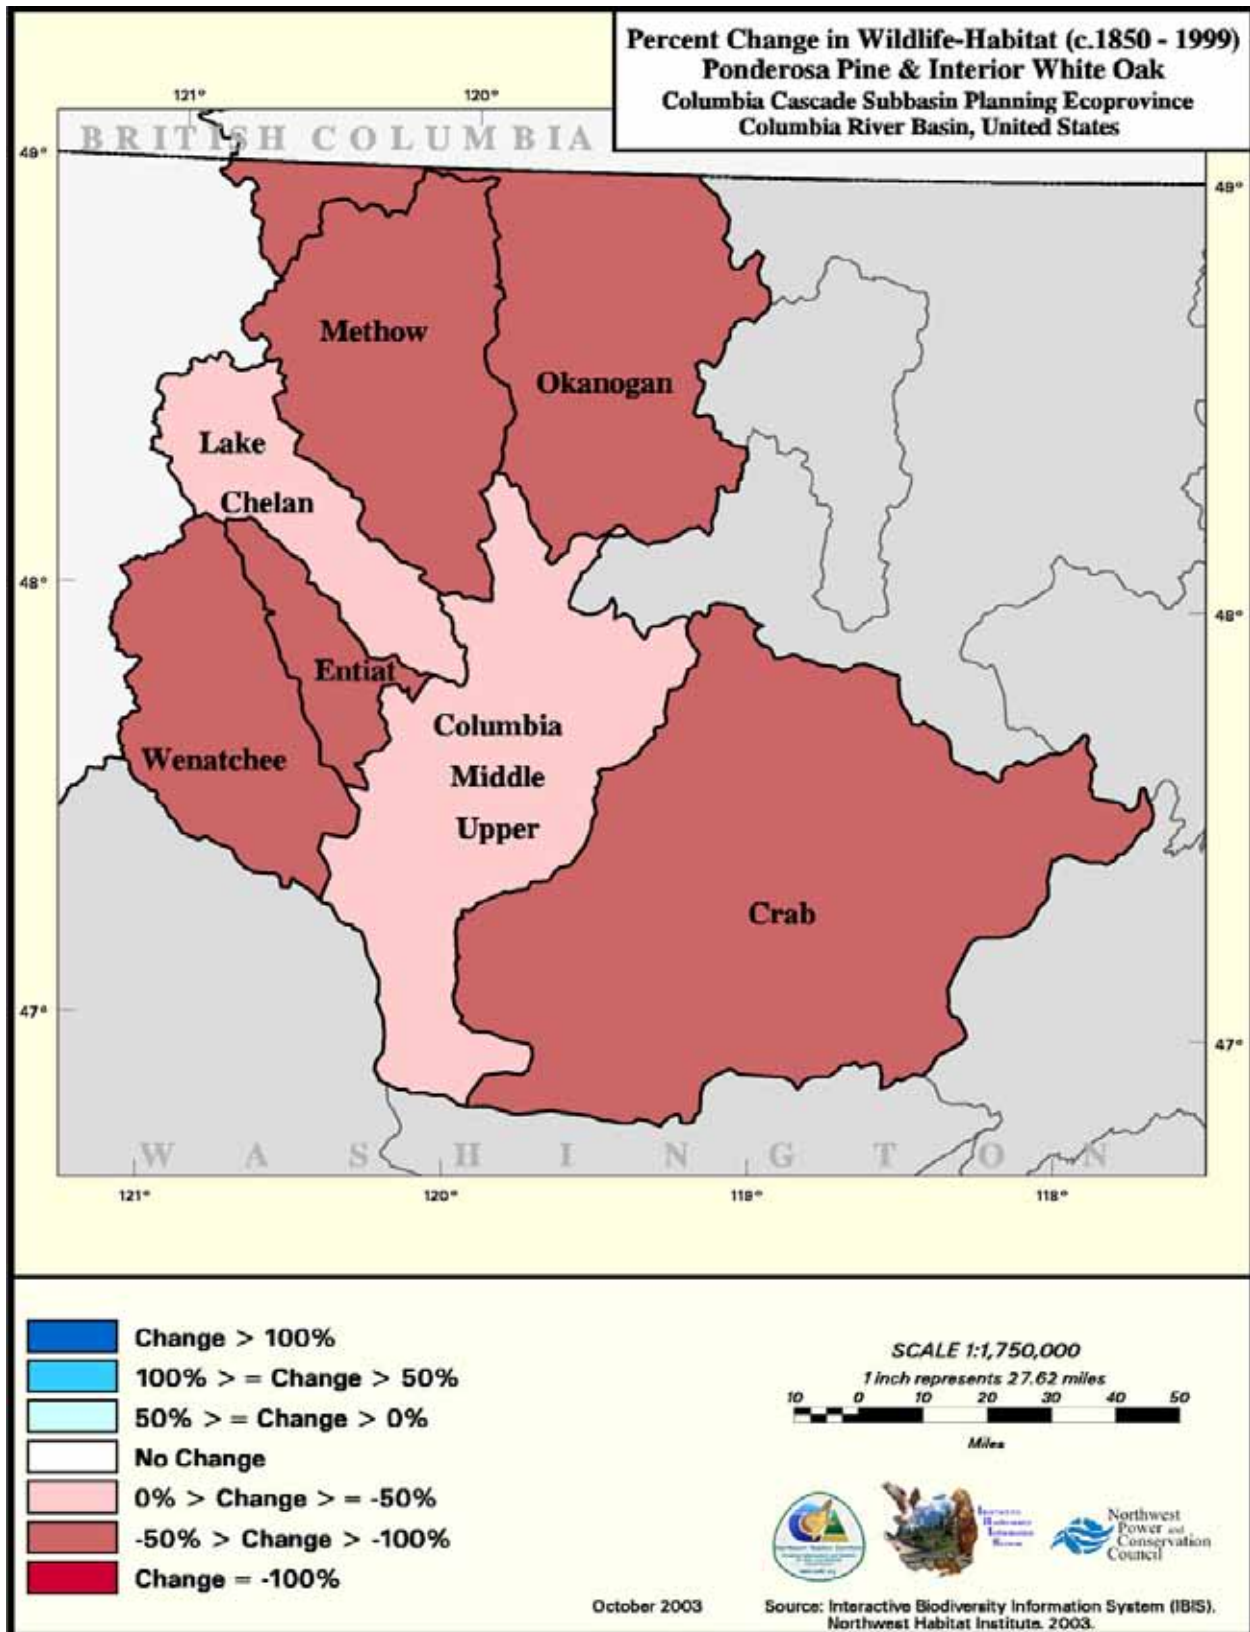 Percent Change in Wildlife-Habitat (c.1850 - 1999)
Ponderosa Pine & Interior White Oak
Columbia Cascade Subbasin Planning Ecoprovince
Columbia River Basin, United States
121° 120°
BRITISH COLUMBIA
49° 49°
Methow
Okanogan
Lake
Chelan
48° 48°
Entiat
Columbia
Middle
Upper
Wenatchee
Crab
47° 47°
WASHINGTON
121° 120° 119° 118°
Change > 100%
100% > = Change > 50%
50% > = Change > 0%
No Change
0% > Change > = -50%
-50% > Change > -100%
Change = -100%
SCALE 1:1,750,000
1 inch represents 27.62 miles
10 0 10 20 30 40 50
Miles
Interactive
Biodiversity
Information
System
Northwest
Power and
Conservation
Council
October 2003
Source: Interactive Biodiversity Information System (IBIS).
Northwest Habitat Institute. 2003.